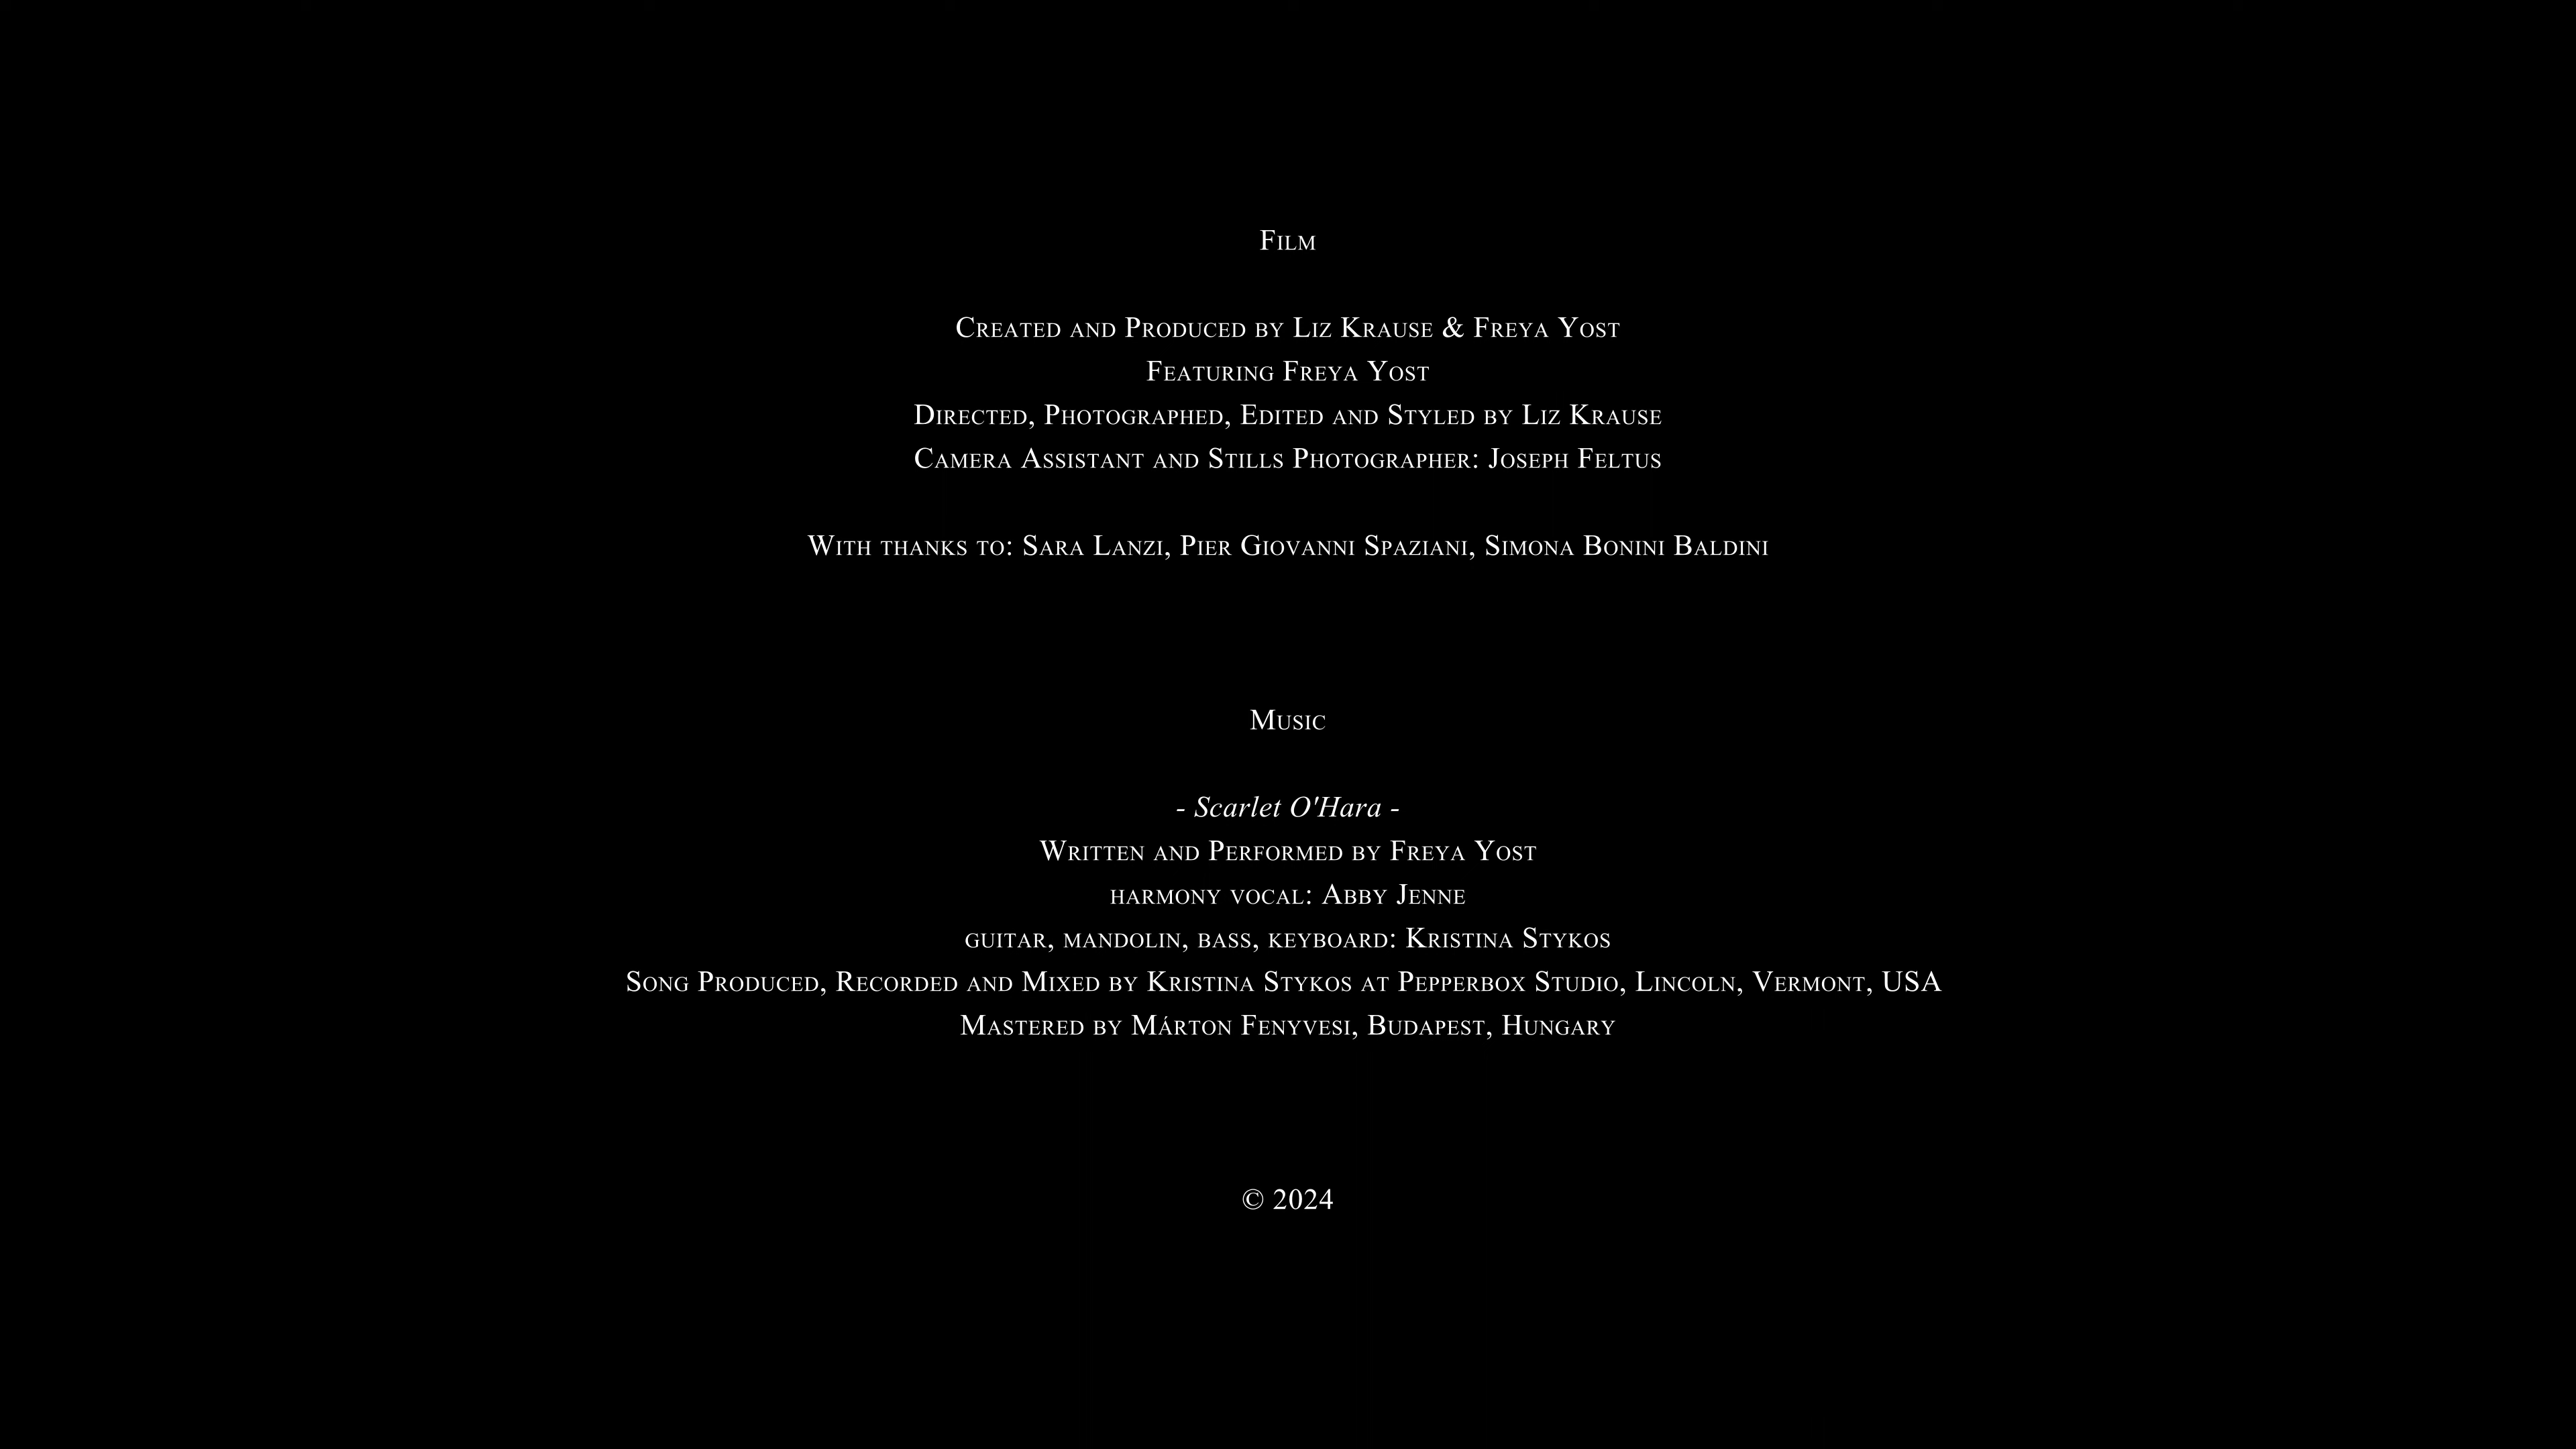 Film
Created and Produced by Liz Krause & Freya Yost
Featuring Freya Yost
Directed, Photographed, Edited and Styled by Liz Krause
Camera Assistant and Stills Photographer: Joseph Feltus
With thanks to: Sara Lanzi, Pier Giovanni Spaziani, Simona Bonini Baldini
Music
- Scarlet O'Hara -
Written and Performed by Freya Yost
harmony vocal: Abby Jenne
guitar, mandolin, bass, keyboard: Kristina Stykos
Song Produced, Recorded and Mixed by Kristina Stykos at Pepperbox Studio, Lincoln, Vermont, USA
Mastered by Márton Fenyvesi, Budapest, Hungary
© 2024